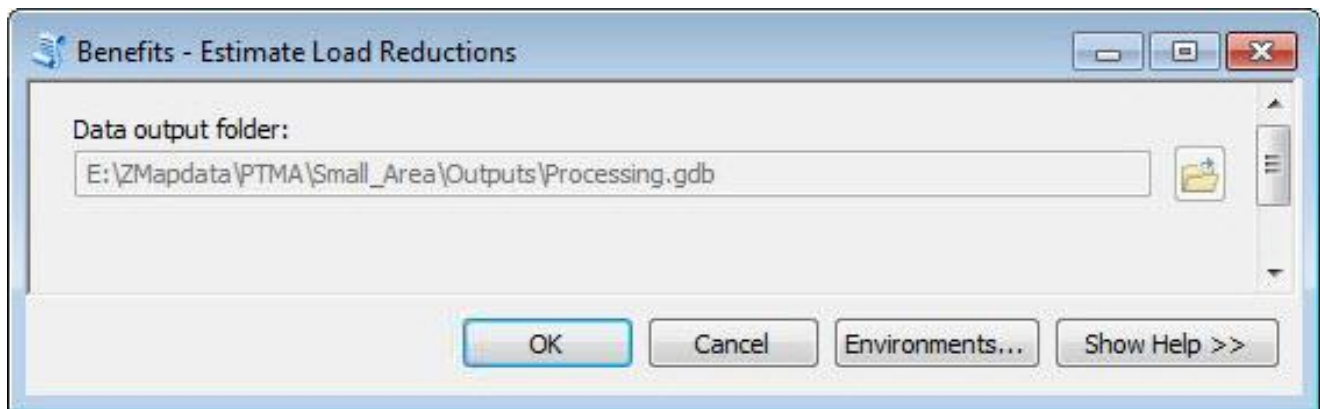 Benefits - Estimate Load Reductions
Data output folder:
E:\ZMapdata\PTMA\Small_Area\Outputs\Processing.gdb
OK Cancel Environments... Show Help >>